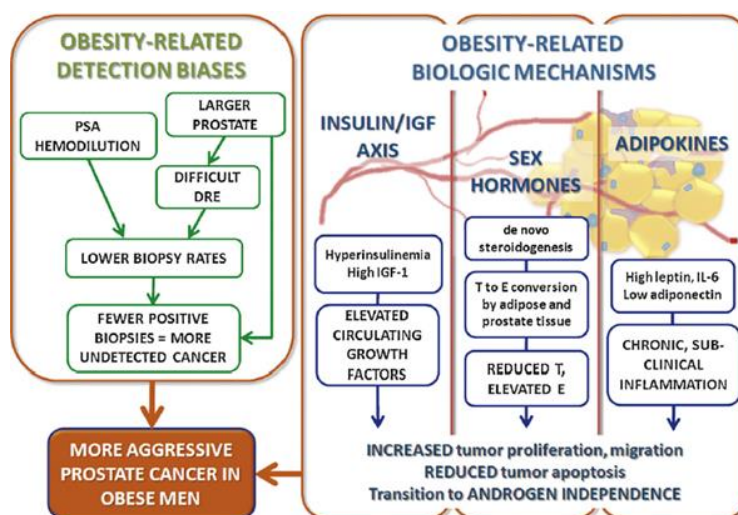 OBESITY-RELATED
DETECTION BIASES
PSA
HEMODILUTION
LARGER
PROSTATE
DIFFICULT
DRE
LOWER BIOPSY RATES
FEWER POSITIVE
BIOPSIES = MORE
UNDETECTED CANCER
MORE AGGRESSIVE
PROSTATE CANCER IN
OBESE MEN
OBESITY-RELATED
BIOLOGIC MECHANISMS
INSULIN/IGF
AXIS
Hyperinsulinemia
High IGF-1
ELEVATED
CIRCULATING
GROWTH
FACTORS
SEX
HORMONES
de novo
steroidogenesis
T to E conversion
by adipose and
prostate tissue
REDUCED T,
ELEVATED E
ADIPOKINES
High leptin, IL-6
Low adiponectin
CHRONIC, SUB-
CLINICAL
INFLAMMATION
INCREASED tumor proliferation, migration
REDUCED tumor apoptosis
Transition to ANDROGEN INDEPENDENCE